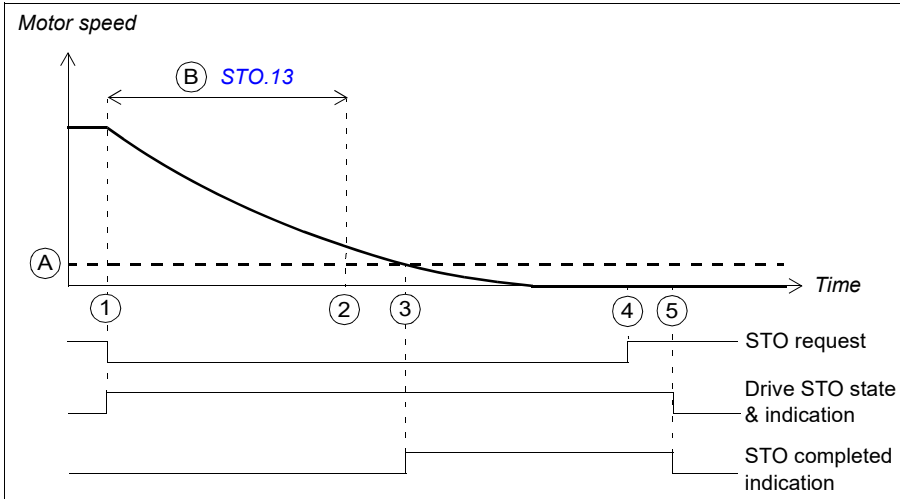 Motor speed
B STO.13
A
Time
1 2 3 4 5
STO request
Drive STO state
& indication
STO completed
indication